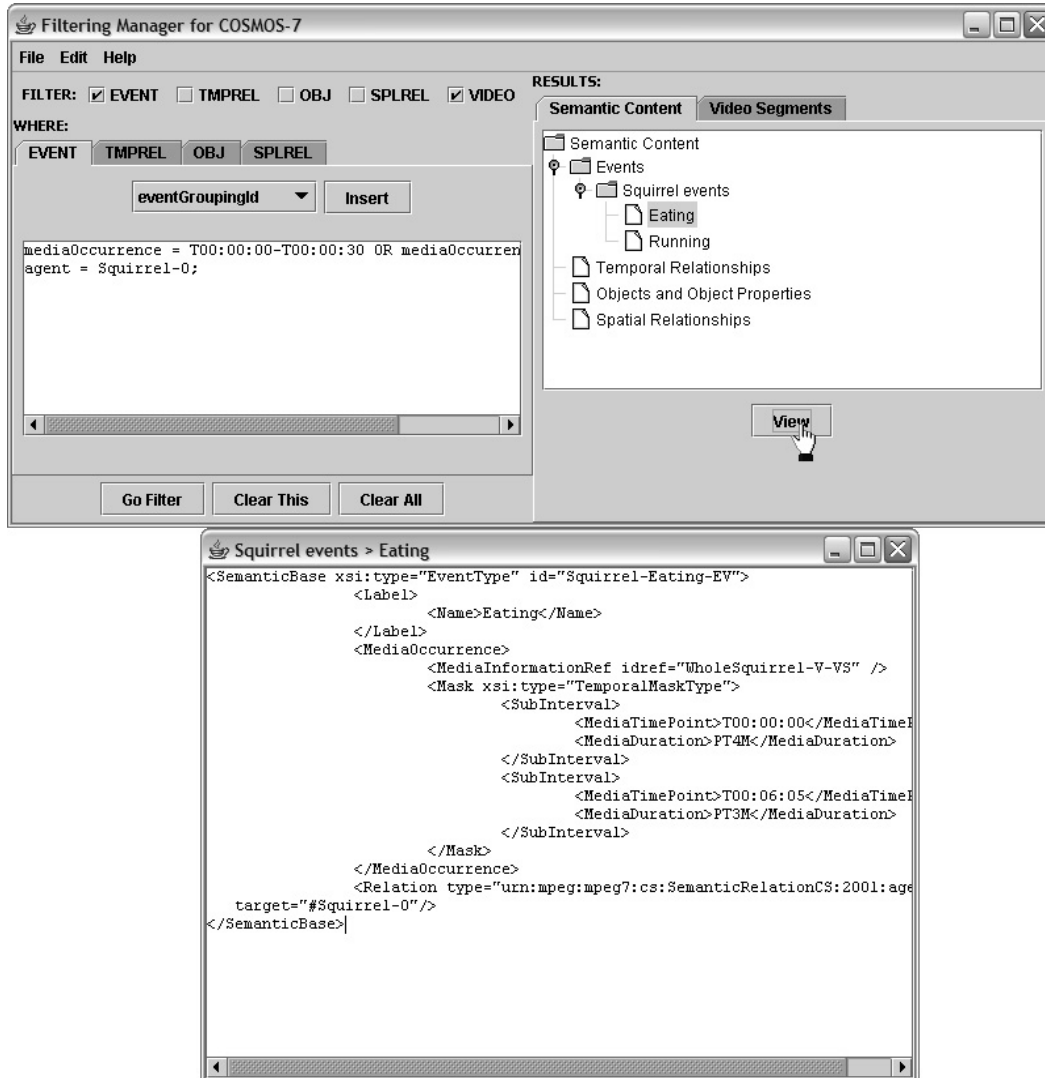 Filtering Manager for COSMOS-7
File Edit Help
FILTER: EVENT TMPREL OBJ SPLREL VIDEO
WHERE:
EVENT TMPREL OBJ SPLREL
eventGroupingId Insert
mediaOccurrence = T00:00:00-T00:00:30 OR mediaOccurren
agent = Squirrel-O;
Go Filter Clear This Clear All
RESULTS:
Semantic Content Video Segments
Semantic Content
Events
Squirrel events
Eating
Running
Temporal Relationships
Objects and Object Properties
Spatial Relationships
View
Squirrel events > Eating
<SemanticBase xsi:type="EventType" id="Squirrel-Eating-EV">
<Label>
<Name>Eating</Name>
</Label>
<MediaOccurrence>
<MediaInformationRef idref="WholeSquirrel-V-VS" />
<Mask xsi:type="TemporalMaskType">
<SubInterval>
<MediaTimePoint>T00:00:00</MediaTimeP
<MediaDuration>PT4M</MediaDuration>
</SubInterval>
<SubInterval>
<MediaTimePoint>T00:06:05</MediaTimeP
<MediaDuration>PT3M</MediaDuration>
</SubInterval>
</Mask>
</MediaOccurrence>
<Relation type="urn:mpeg:mpeg7:cs:SemanticRelationCS:2001:age
target="#Squirrel-O"/>
</SemanticBase>